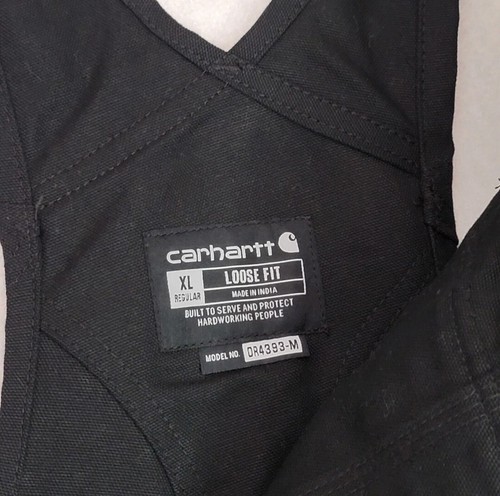 carhartt
XL
REGULAR
LOOSE FIT
MADE IN INDIA
BUILT TO SERVE AND PROTECT
HARDWORKING PEOPLE
MODEL NO. OR4393-M